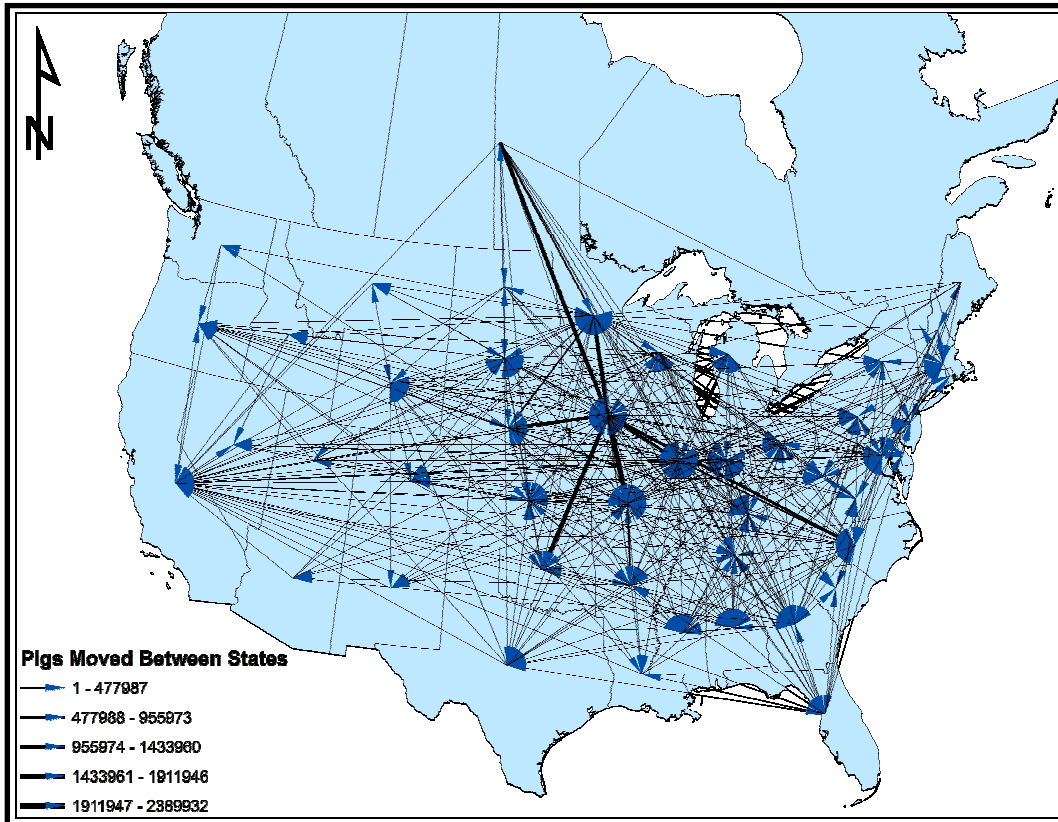 N
Pigs Moved Between States
1 - 477987
477988 - 955973
955974 - 1433960
1433961 - 1911946
1911947 - 2389932